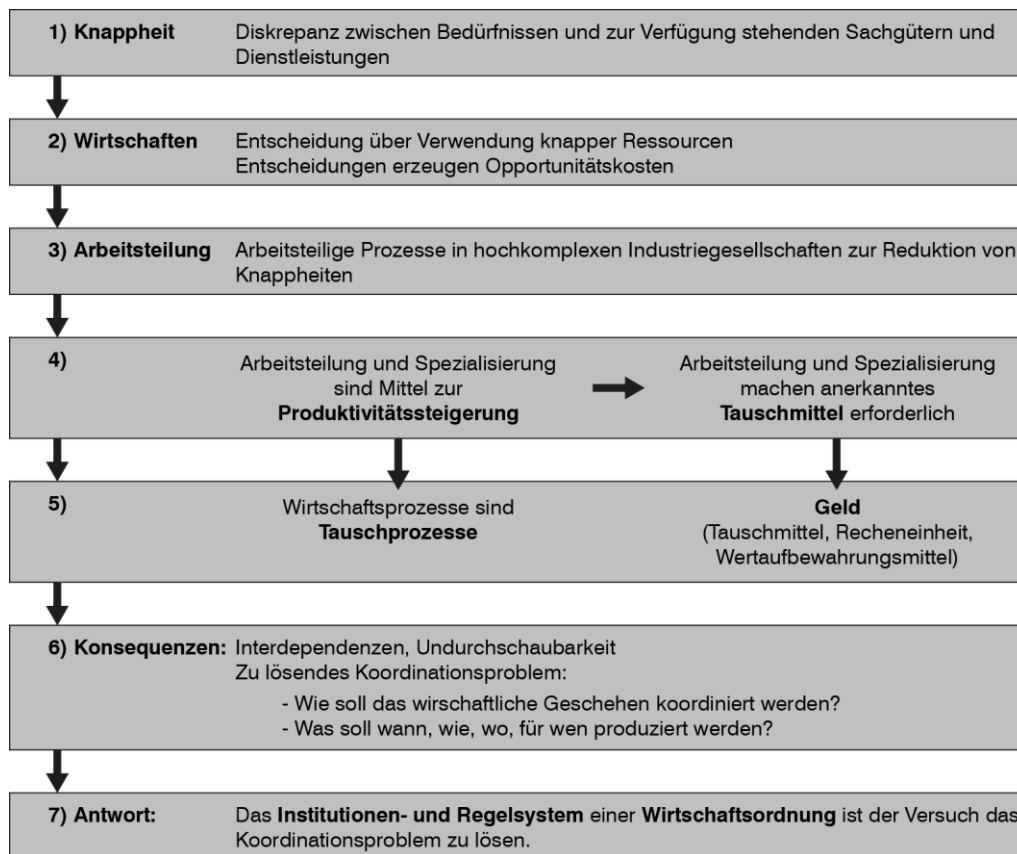 1) Knappheit Diskrepanz zwischen Bedürfnissen und zur Verfügung stehenden Sachgütern und
Dienstleistungen
2) Wirtschaften Entscheidung über Verwendung knapper Ressourcen
Entscheidungen erzeugen Opportunitätskosten
3) Arbeitsteilung Arbeitsteilige Prozesse in hochkomplexen Industriegesellschaften zur Reduktion von
Knappheiten
4)
Arbeitsteilung und Spezialisierung
sind Mittel zur
Produktivitätssteigerung
Arbeitsteilung und Spezialisierung
machen anerkanntes
Tauschmittel erforderlich
5)
Wirtschaftsprozesse sind
Tauschprozesse
Geld
(Tauschmittel, Recheneinheit,
Wertaufbewahrungsmittel)
6) Konsequenzen: Interdependenzen, Undurchschaubarkeit
Zu lösendes Koordinationsproblem:
- Wie soll das wirschaftliche Geschehen koordiniert werden?
- Was soll wann, wie, wo, für wen produziert werden?
7) Antwort: Das Institutionen- und Regelsystem einer Wirtschaftsordnung ist der Versuch das
Koordinationsproblem zu lösen.